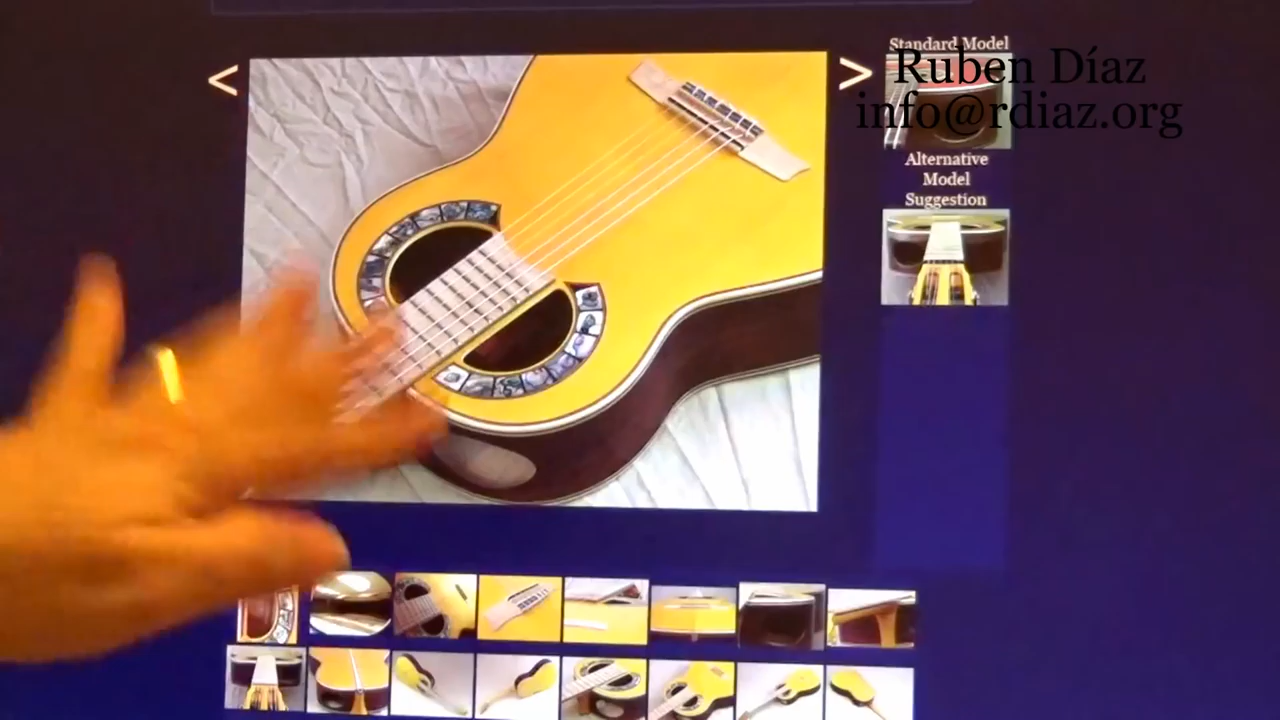 <
>
Standard Model
Ruben Díaz
info@rdiaz.org
Alternative
Model
Suggestion